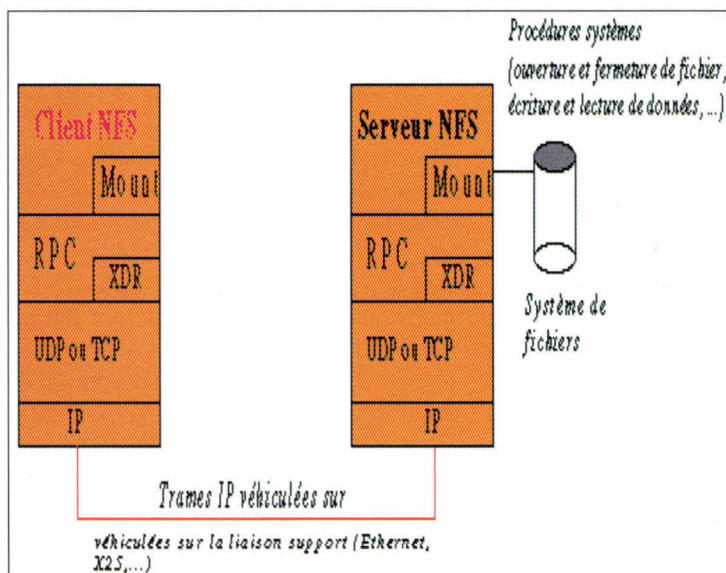 Procédures systèmes
(ouverture et fermeture de fichier,
écriture et lecture de données, ...)
Client NFS
Mount
RPC
XDR
UDP ou TCP
IP
Serveur NFS
Mount
RPC
XDR
UDP ou TCP
IP
Système de
fichiers
Trames IP véhiculées sur
véhiculées sur la liaison support (Ethernet,
X25,...)